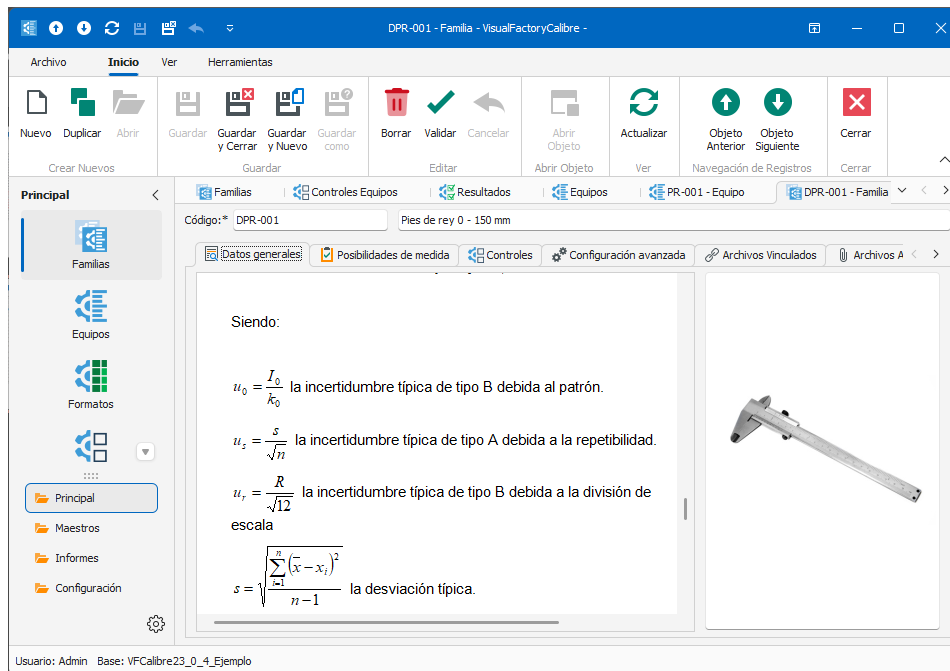 DPR-001 - Familia - VisualFactoryCalibre -
Archivo Inicio Ver Herramientas
Nuevo Duplicar Abrir Guardar Guardar y Cerrar Guardar y Nuevo Guardar como Borrar Validar Cancelar Abrir Objeto Actualizar Objeto Anterior Objeto Siguiente Cerrar
Crear Nuevos Guardar Editar Abrir Objeto Ver Navegación de Registros Cerrar
Principal
Familias Controles Equipos Resultados Equipos PR-001 - Equipo DPR-001 - Familia
Código:* DPR-001 Pies de rey 0 - 150 mm
Datos generales Posibilidades de medida Controles Configuración avanzada Archivos Vinculados Archivos A
Familias
Equipos
Formatos
Principal
Maestros
Informes
Configuración
Siendo:
u₀ = I₀/k₀ la incertidumbre típica de tipo B debida al patrón.
uₛ = s/√n la incertidumbre típica de tipo A debida a la repetibilidad.
uᵣ = R/√12 la incertidumbre típica de tipo B debida a la división de
escala
s = √(∑ⁿᵢ₌₁(x̄ − xᵢ)²/(n−1)) la desviación típica.
Usuario: Admin Base: VFCalibre23_0_4_Ejemplo